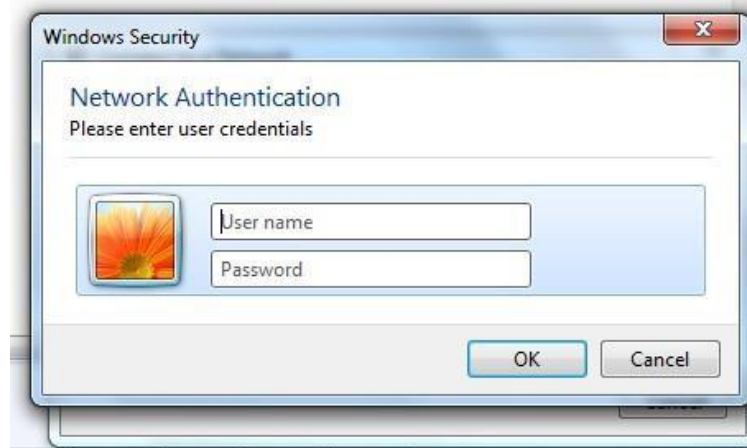 Windows Security
Network Authentication
Please enter user credentials
User name
Password
OK
Cancel